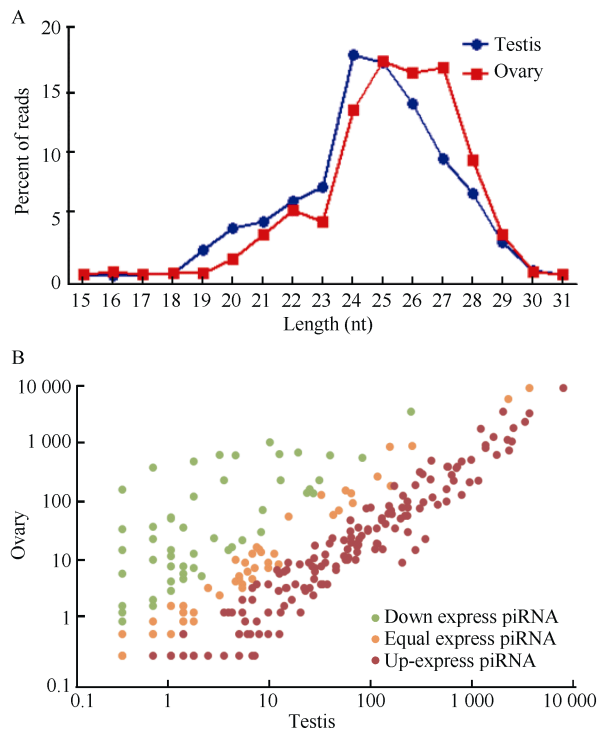 A
20
15
10
5
0
Percent of reads
Testis
Ovary
15 16 17 18 19 20 21 22 23 24 25 26 27 28 29 30 31
Length (nt)
B
10 000
1 000
100
10
1
0.1
Ovary
Down express piRNA
Equal express piRNA
Up-express piRNA
0.1 1 10 100 1 000 10 000
Testis